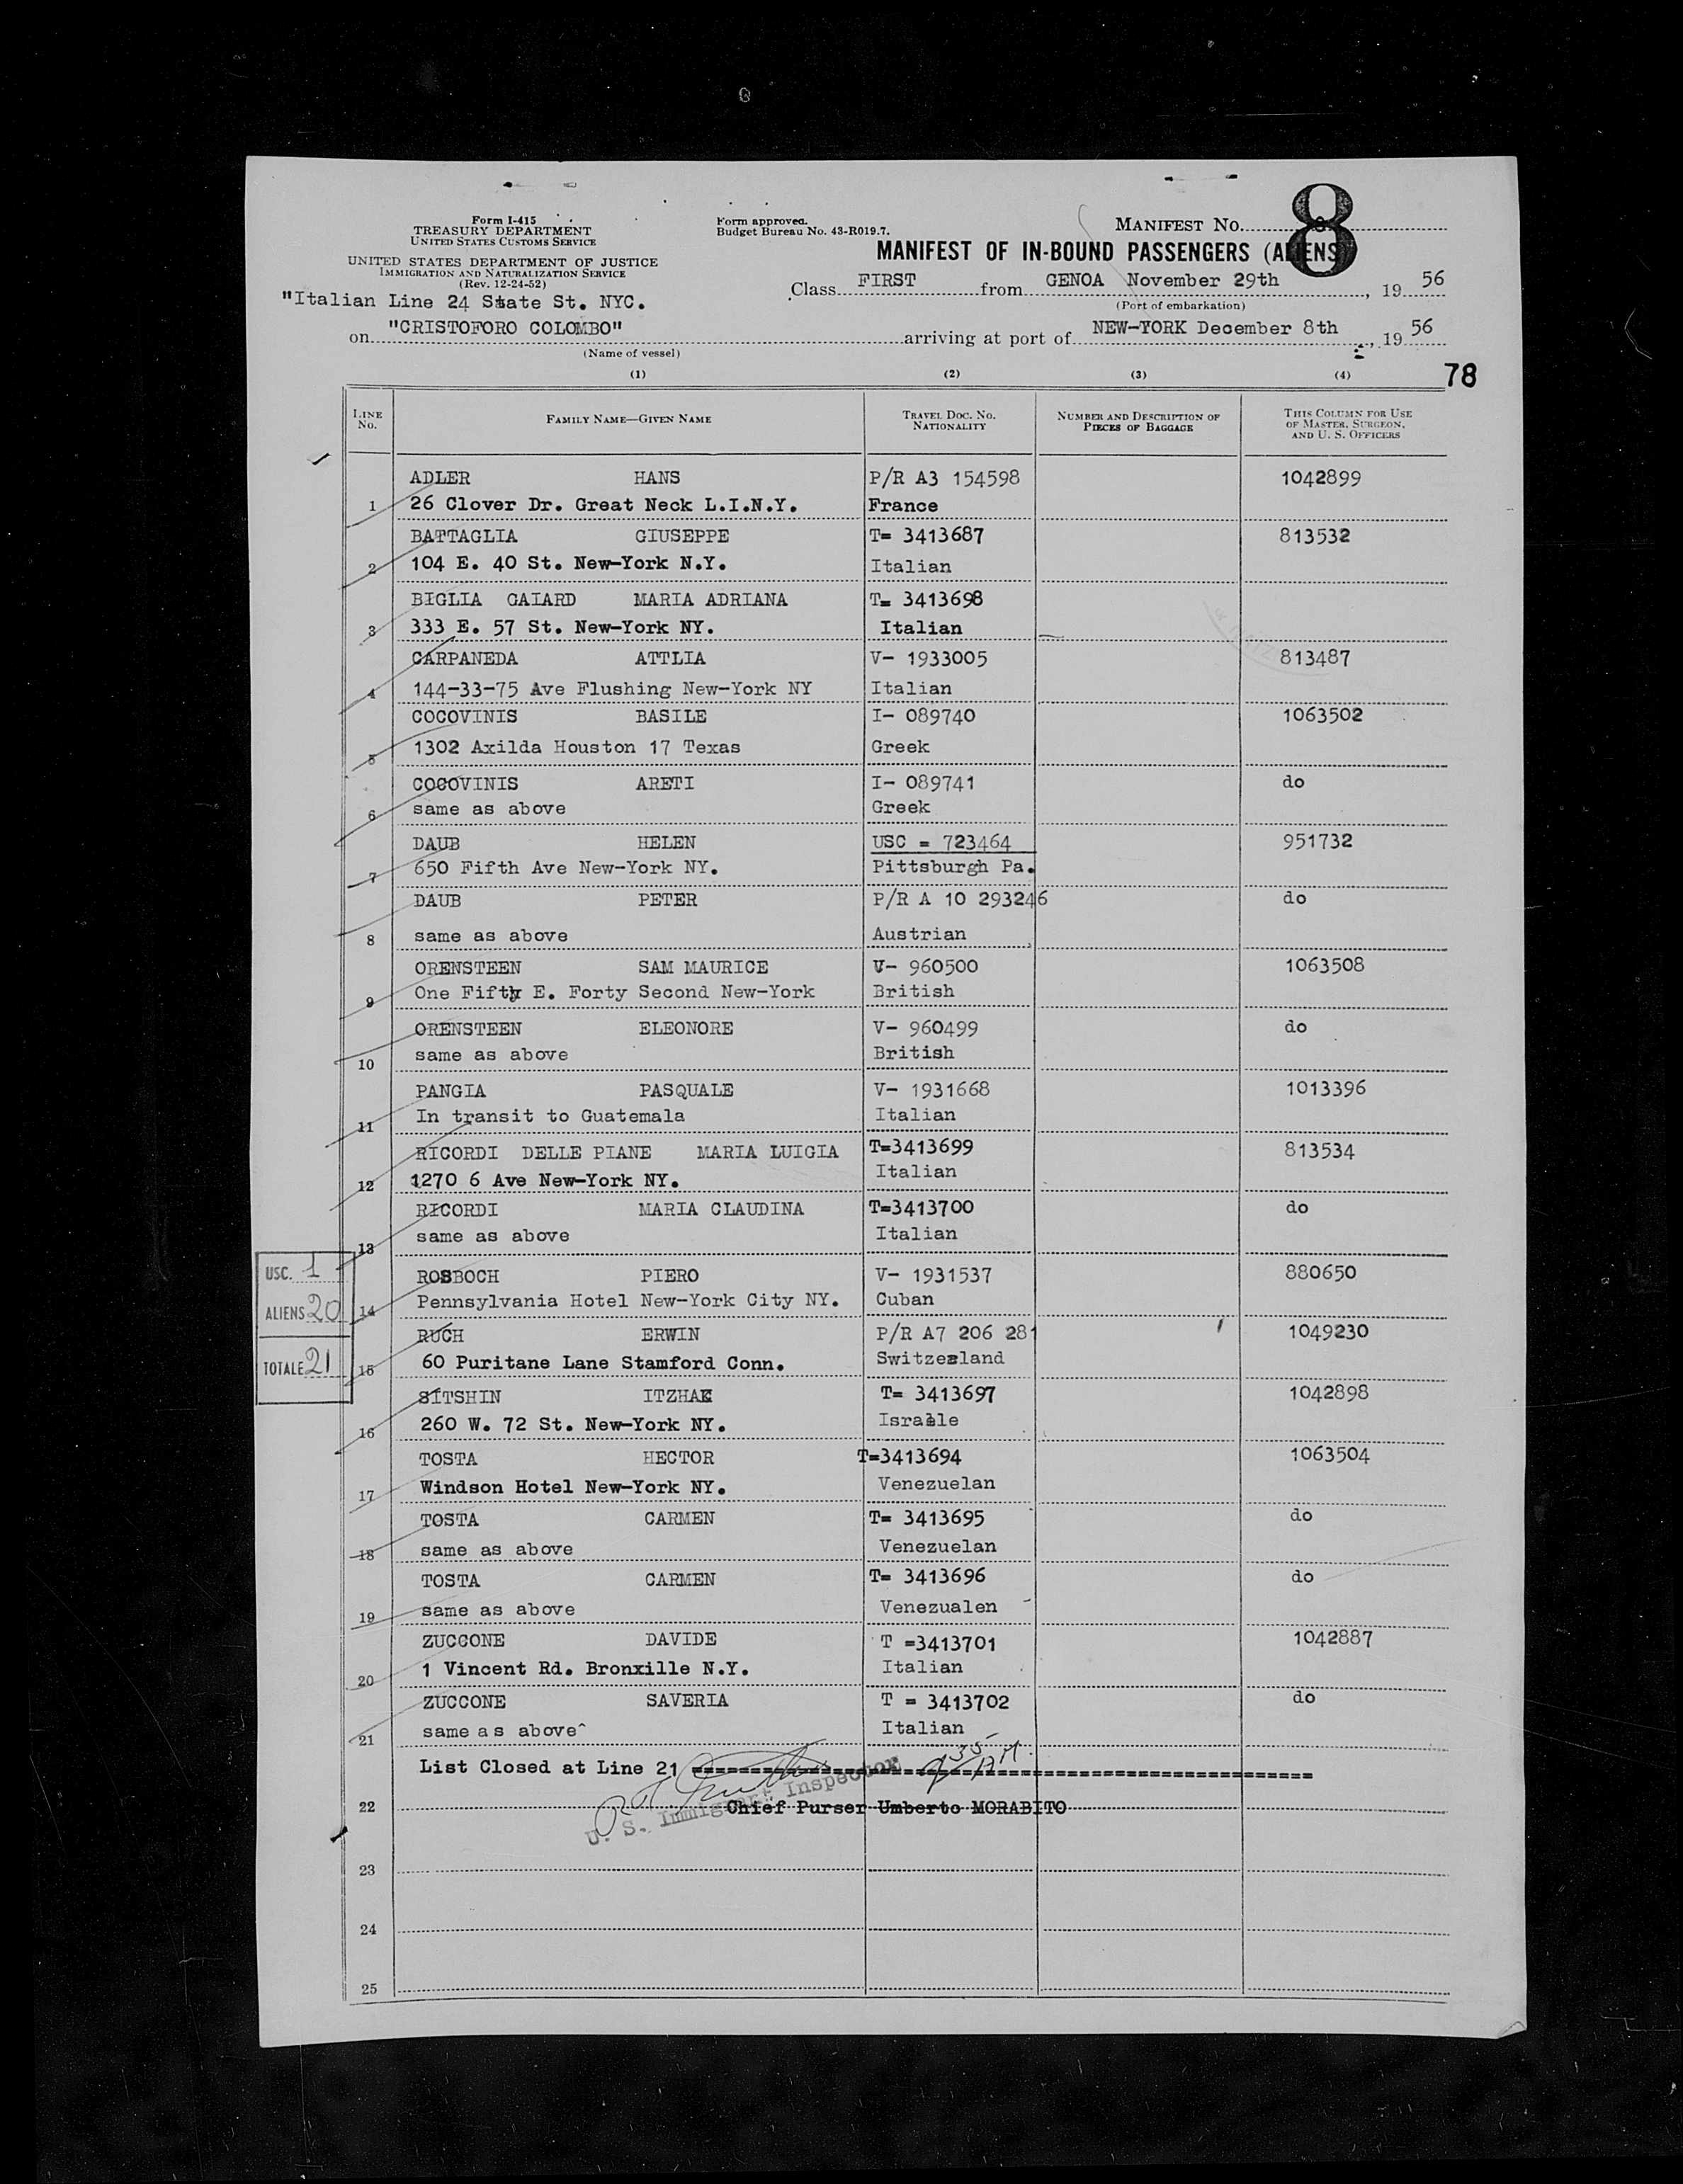 Form I-415
TREASURY DEPARTMENT
UNITED STATES CUSTOMS SERVICE
UNITED STATES DEPARTMENT OF JUSTICE
IMMIGRATION AND NATURALIZATION SERVICE
(Rev. 12-24-52)
Form approved.
Budget Bureau No. 43-R019.7.
MANIFEST NO. 8
MANIFEST OF IN-BOUND PASSENGERS (ALIENS)
Class FIRST from GENOA November 29th, 19 56
(Port of embarkation)
"Italian Line 24 State St. NYC.
on "CRISTOFORO COLOMBO" arriving at port of NEW-YORK December 8th, 19 56
(Name of vessel)
(1) (2) (3) (4) 78
LINE NO. FAMILY NAME—GIVEN NAME TRAVEL DOC. NO. NATIONALITY NUMBER AND DESCRIPTION OF PIECES OF BAGGAGE THIS COLUMN FOR USE OF MASTER, SURGEON, AND U. S. OFFICERS
ADLER HANS P/R A3 154598 1042899
1 26 Clover Dr. Great Neck L.I.N.Y. France
BATTAGLIA GIUSEPPE T= 3413687 813532
2 104 E. 40 St. New-York N.Y. Italian
BIGLIA GAIARD MARIA ADRIANA T= 3413698
3 333 E. 57 St. New-York NY. Italian
CARPANEDA ATTLIA V- 1933005 813487
4 144-33-75 Ave Flushing New-York NY Italian
COCOVINIS BASILE I- 089740 1063502
5 1302 Axilda Houston 17 Texas Greek
COCOVINIS ARETI I- 089741 do
6 same as above Greek
DAUB HELEN USC = 723464 951732
7 650 Fifth Ave New-York NY. Pittsburgh Pa.
DAUB PETER P/R A 10 293246 do
8 same as above Austrian
ORENSTEEN SAM MAURICE V- 960500 1063508
9 One Fifty E. Forty Second New-York British
ORENSTEEN ELEONORE V- 960499 do
10 same as above British
PANGIA PASQUALE V- 1931668 1013396
11 In transit to Guatemala Italian
RICORDI DELLE PIANE MARIA LUIGIA T=3413699 813534
12 1270 6 Ave New-York NY. Italian
RICORDI MARIA CLAUDINA T=3413700 do
13 same as above Italian
ROSBOCH PIERO V- 1931537 880650
14 Pennsylvania Hotel New-York City NY. Cuban
RUCH ERWIN P/R A7 206 281 1049230
15 60 Puritane Lane Stamford Conn. Switzerland
SITSHIN ITZHAK T= 3413697 1042898
16 260 W. 72 St. New-York NY. Israele
TOSTA HECTOR T=3413694 1063504
17 Windson Hotel New-York NY. Venezuelan
TOSTA CARMEN T= 3413695 do
18 same as above Venezuelan
TOSTA CARMEN T= 3413696 do
19 same as above Venezualen
ZUCCONE DAVIDE T =3413701 1042887
20 1 Vincent Rd. Bronxille N.Y. Italian
ZUCCONE SAVERIA T = 3413702 do
21 same as above Italian
USC. 1
ALIENS 20
TOTALE 21
List Closed at Line 21
U. S. Immigrant Inspector
22 Chief Purser Umberto MORABITO
23
24
25